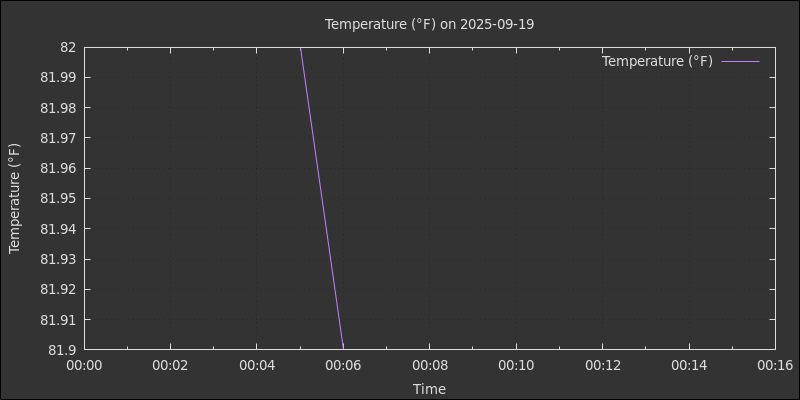 Temperature (°F) on 2025-09-19
Temperature (°F)
82
81.99
81.98
81.97
81.96
81.95
81.94
81.93
81.92
81.91
81.9
Temperature (°F)
00:00 00:02 00:04 00:06 00:08 00:10 00:12 00:14 00:16
Time